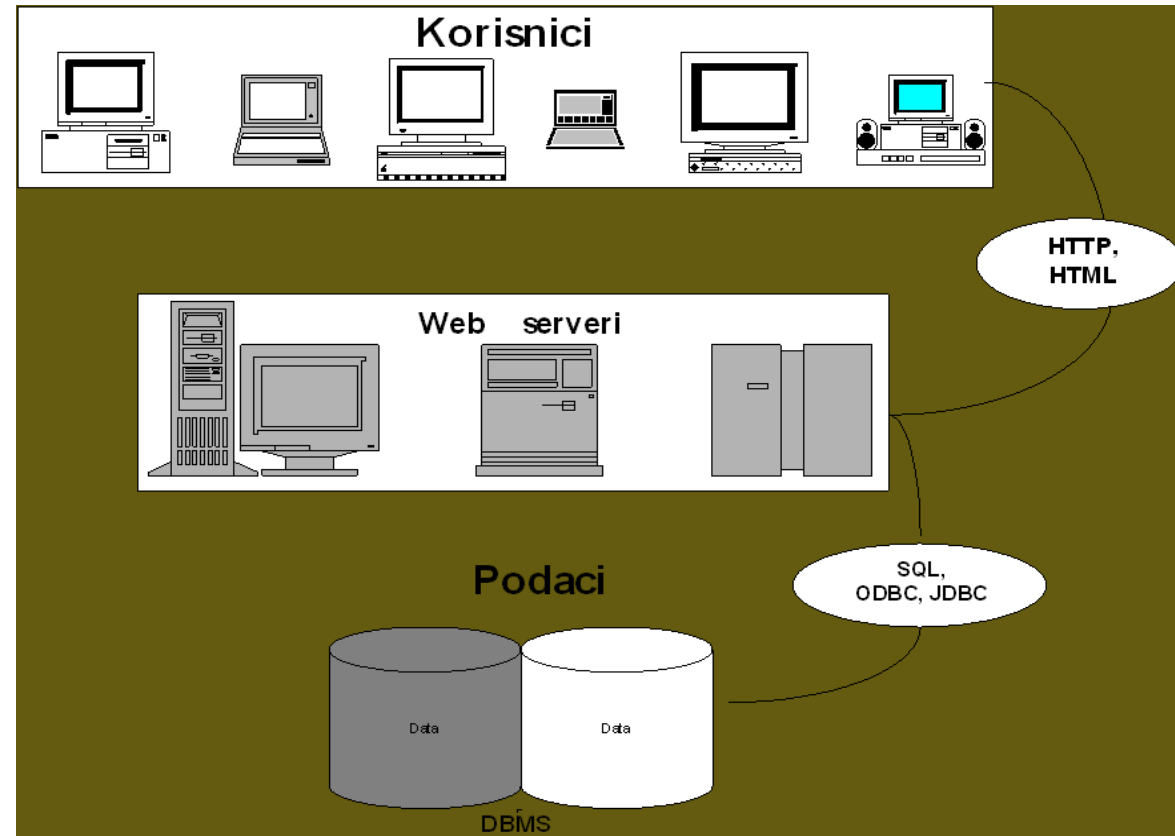 Korisnici
HTTP,
HTML
Web serveri
SQL,
ODBC, JDBC
Podaci
Data
Data
DBMS